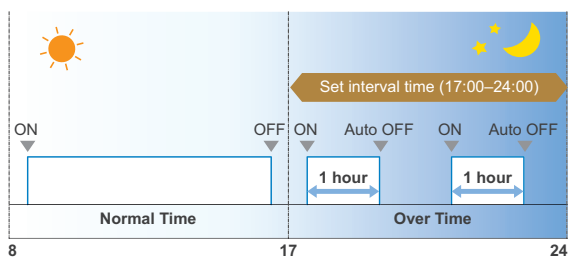 Set interval time (17:00–24:00)
ON OFF ON Auto OFF ON Auto OFF
1 hour 1 hour
Normal Time Over Time
8 17 24